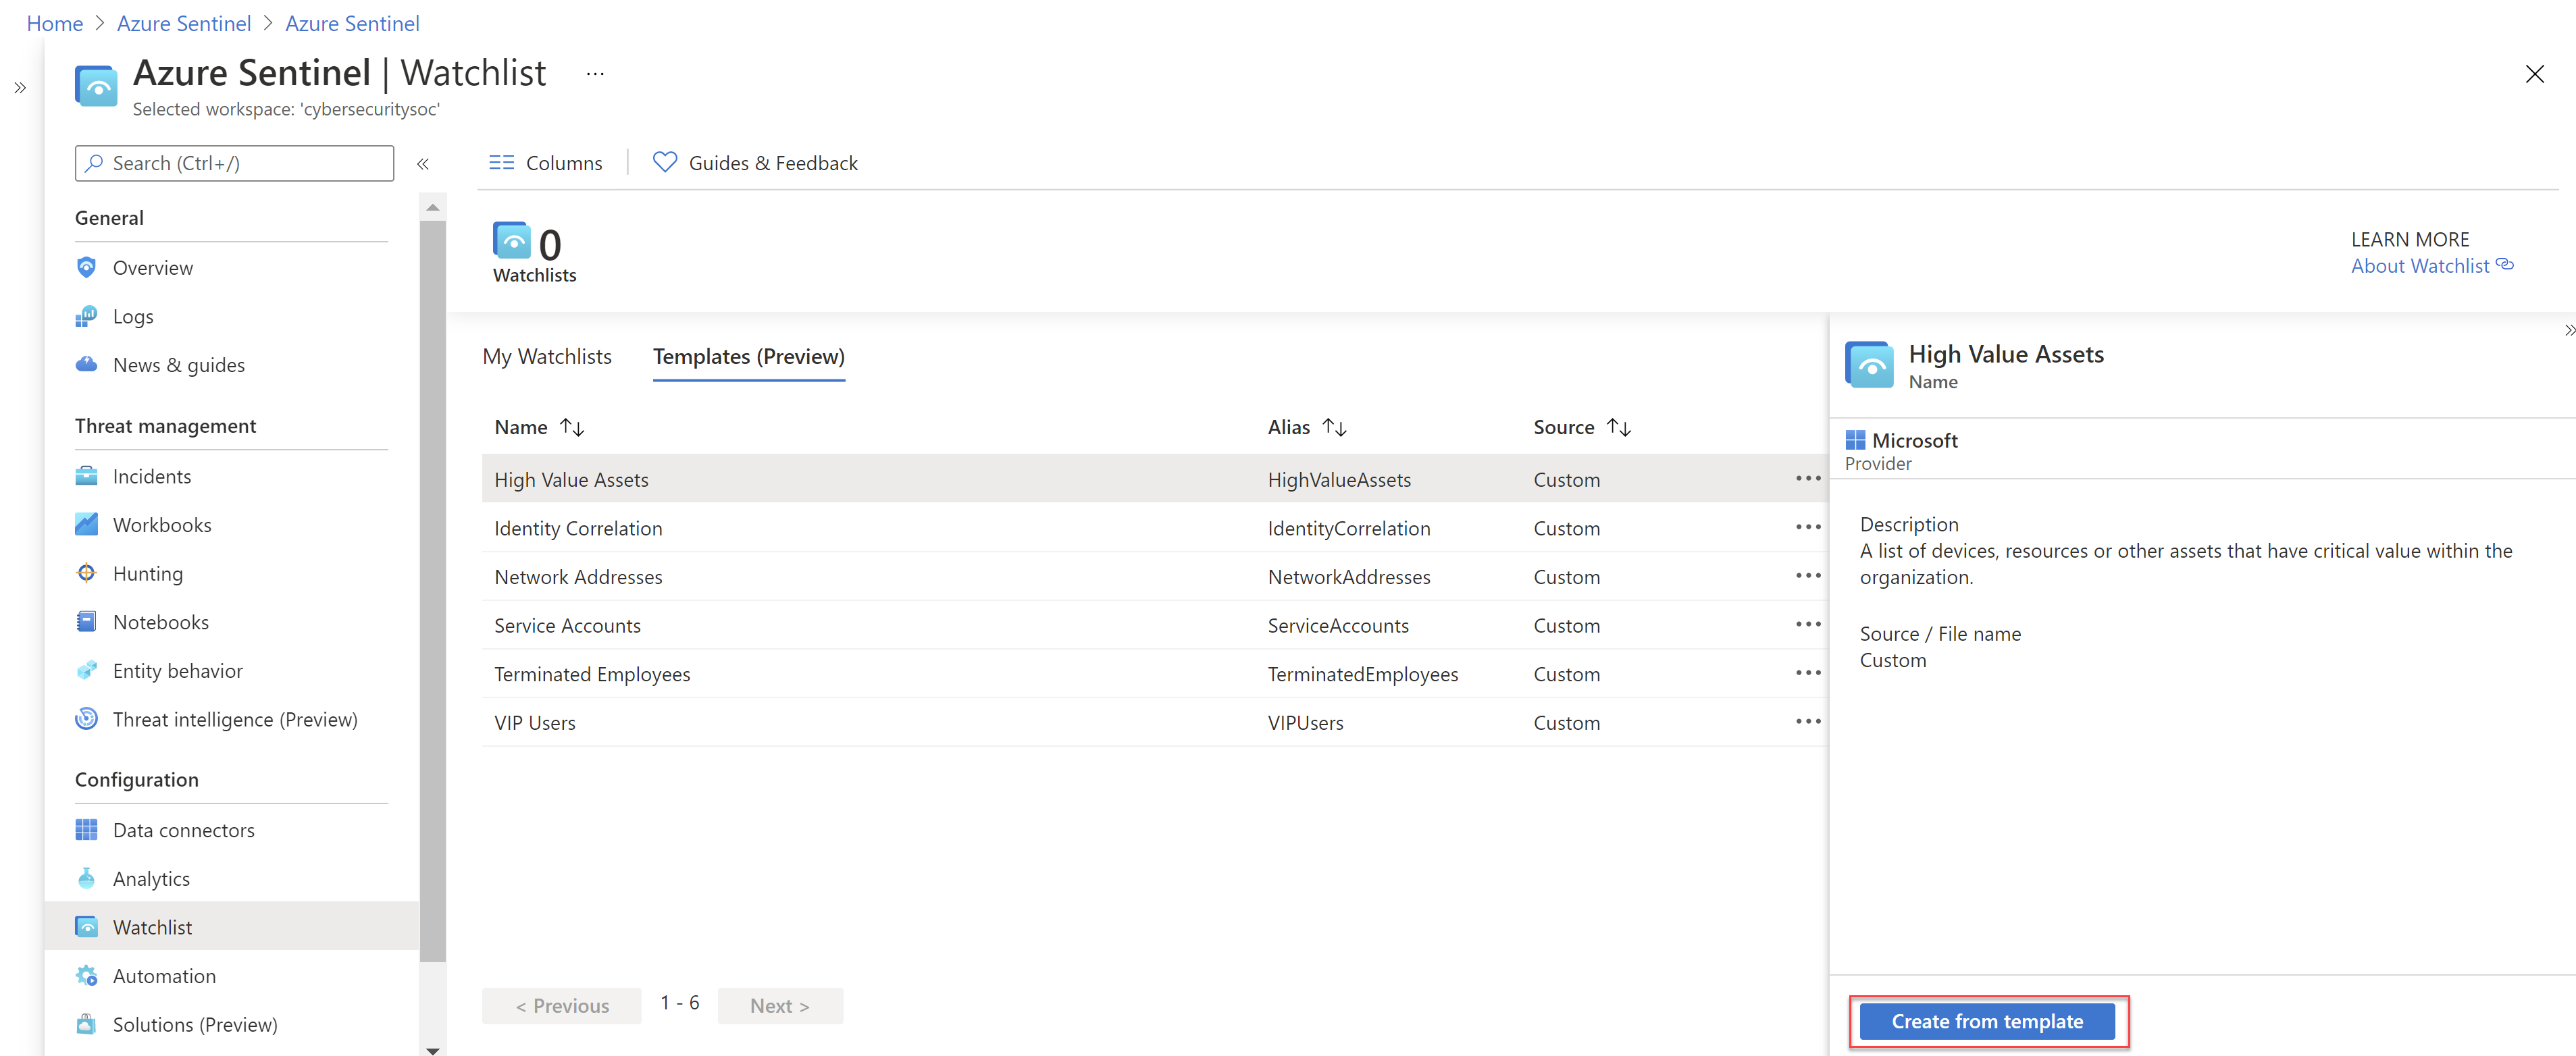 Home > Azure Sentinel > Azure Sentinel
Azure Sentinel | Watchlist ...
Selected workspace: 'cybersecuritysoc'
Search (Ctrl+/)
General
Overview
Logs
News & guides
Threat management
Incidents
Workbooks
Hunting
Notebooks
Entity behavior
Threat intelligence (Preview)
Configuration
Data connectors
Analytics
Watchlist
Automation
Solutions (Preview)
Columns
Guides & Feedback
0
Watchlists
LEARN MORE
About Watchlist
My Watchlists
Templates (Preview)
Name Alias Source
High Value Assets HighValueAssets Custom
Identity Correlation IdentityCorrelation Custom
Network Addresses NetworkAddresses Custom
Service Accounts ServiceAccounts Custom
Terminated Employees TerminatedEmployees Custom
VIP Users VIPUsers Custom
< Previous 1 - 6 Next >
High Value Assets
Name
Microsoft
Provider
Description
A list of devices, resources or other assets that have critical value within the
organization.
Source / File name
Custom
Create from template